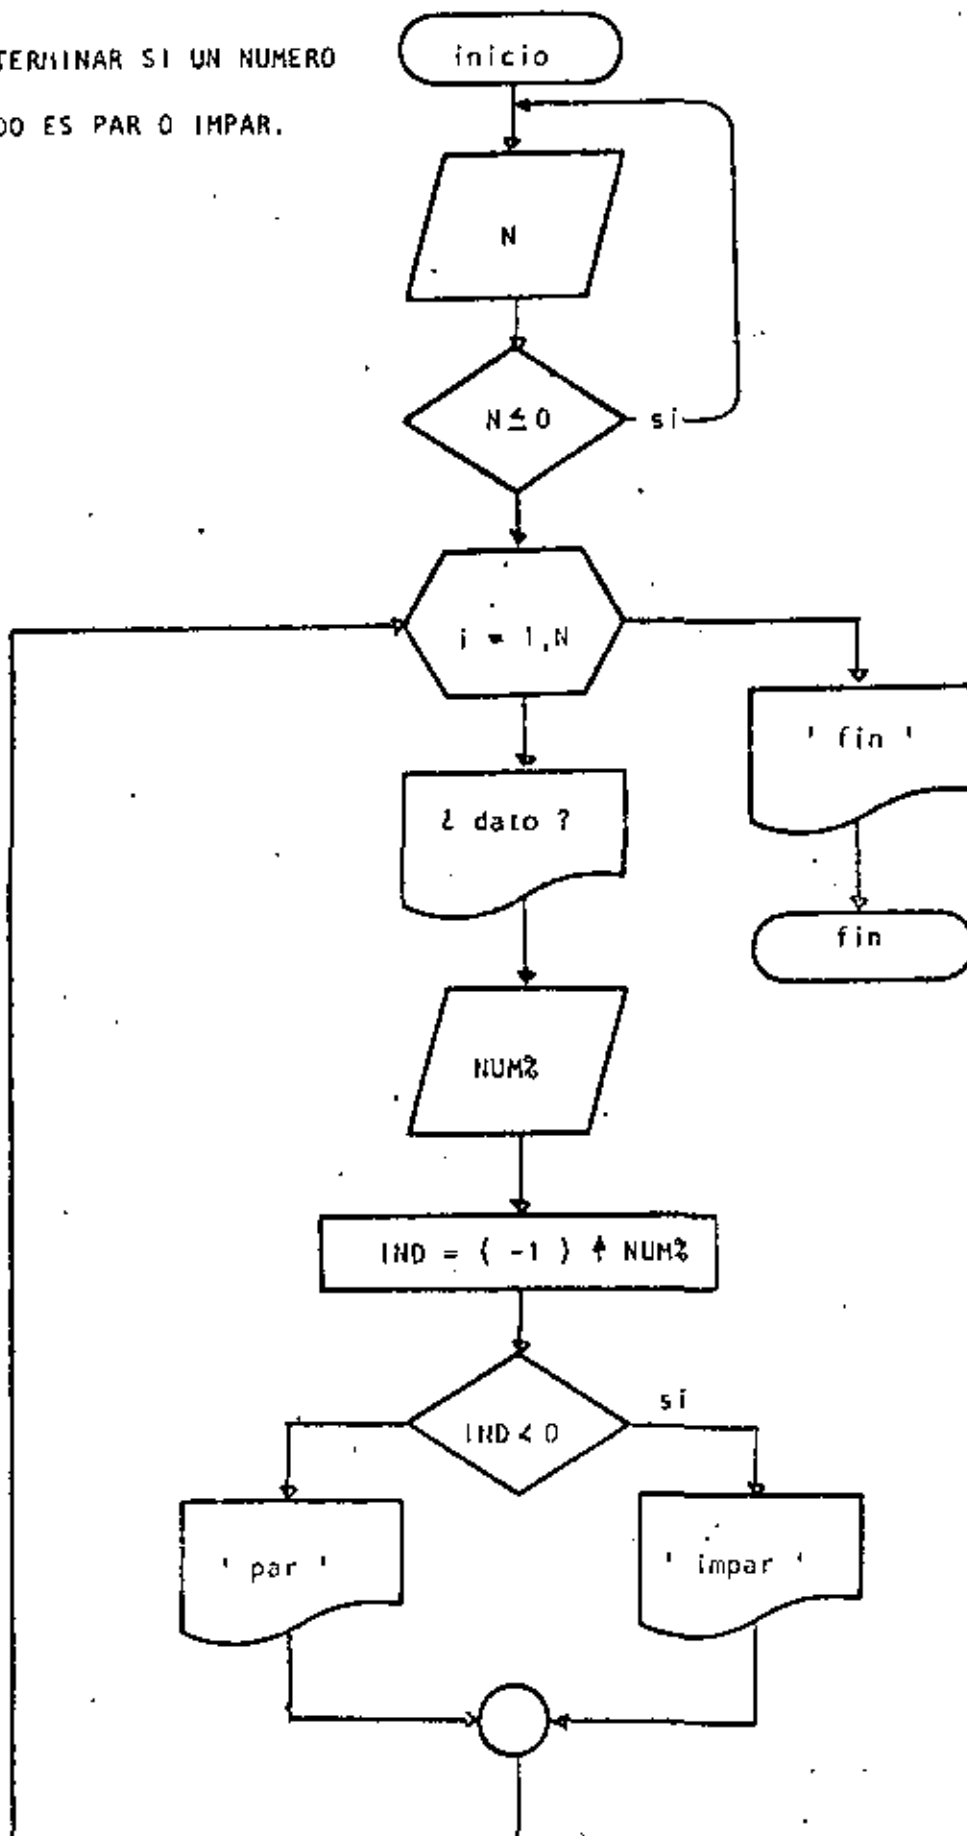 TERMINAR SI UN NUMERO
DO ES PAR O IMPAR.
inicio
N
N ≤ 0
si
i = 1,N
' fin '
fin
¿ dato ?
NUM%
IND = ( -1 ) ↑ NUM%
IND < 0
si
' par '
' impar '